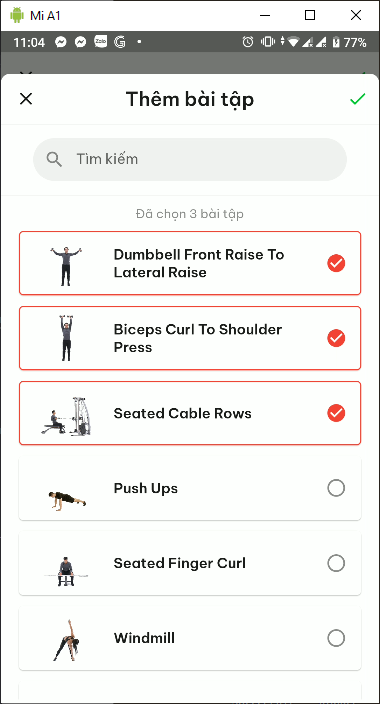 Mi A1
11:04
Zalo
77%
Thêm bài tập
Tìm kiếm
Đã chọn 3 bài tập
Dumbbell Front Raise To
Lateral Raise
Biceps Curl To Shoulder
Press
Seated Cable Rows
Push Ups
Seated Finger Curl
Windmill